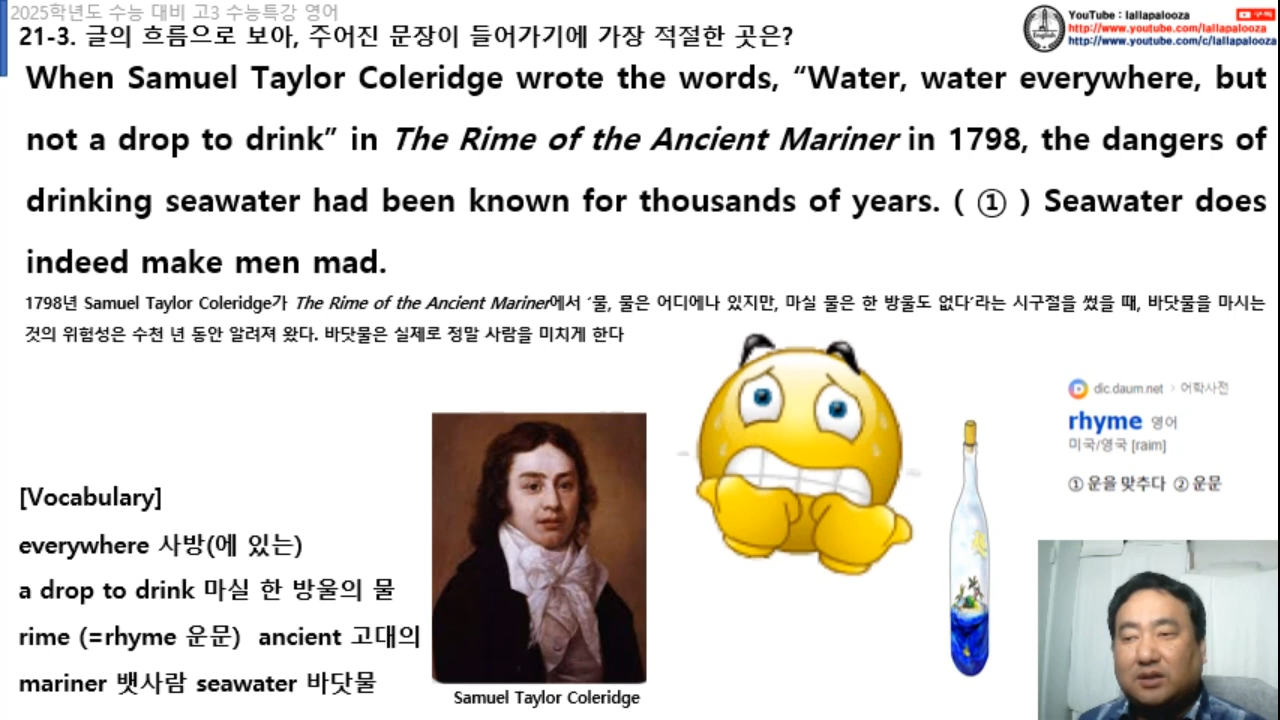 2025학년도 수능 대비 고3 수능특강 영어
21-3. 글의 흐름으로 보아, 주어진 문장이 들어가기에 가장 적절한 곳은?
YouTube : lallapalooza
구독
http://www.youtube.com/lallapalooza
http://www.youtube.com/c/lallapalooza
When Samuel Taylor Coleridge wrote the words, “Water, water everywhere, but
not a drop to drink” in The Rime of the Ancient Mariner in 1798, the dangers of
drinking seawater had been known for thousands of years. ( ① ) Seawater does
indeed make men mad.
1798년 Samuel Taylor Coleridge가 The Rime of the Ancient Mariner에서 ‘물, 물은 어디에나 있지만, 마실 물은 한 방울도 없다’라는 시구절을 썼을 때, 바닷물을 마시는
것의 위험성은 수천 년 동안 알려져 왔다. 바닷물은 실제로 정말 사람을 미치게 한다
dic.daum.net › 어학사전
rhyme 영어
미국/영국 [raim]
① 운을 맞추다 ② 운문
[Vocabulary]
everywhere 사방(에 있는)
a drop to drink 마실 한 방울의 물
rime (=rhyme 운문) ancient 고대의
mariner 뱃사람 seawater 바닷물
Samuel Taylor Coleridge